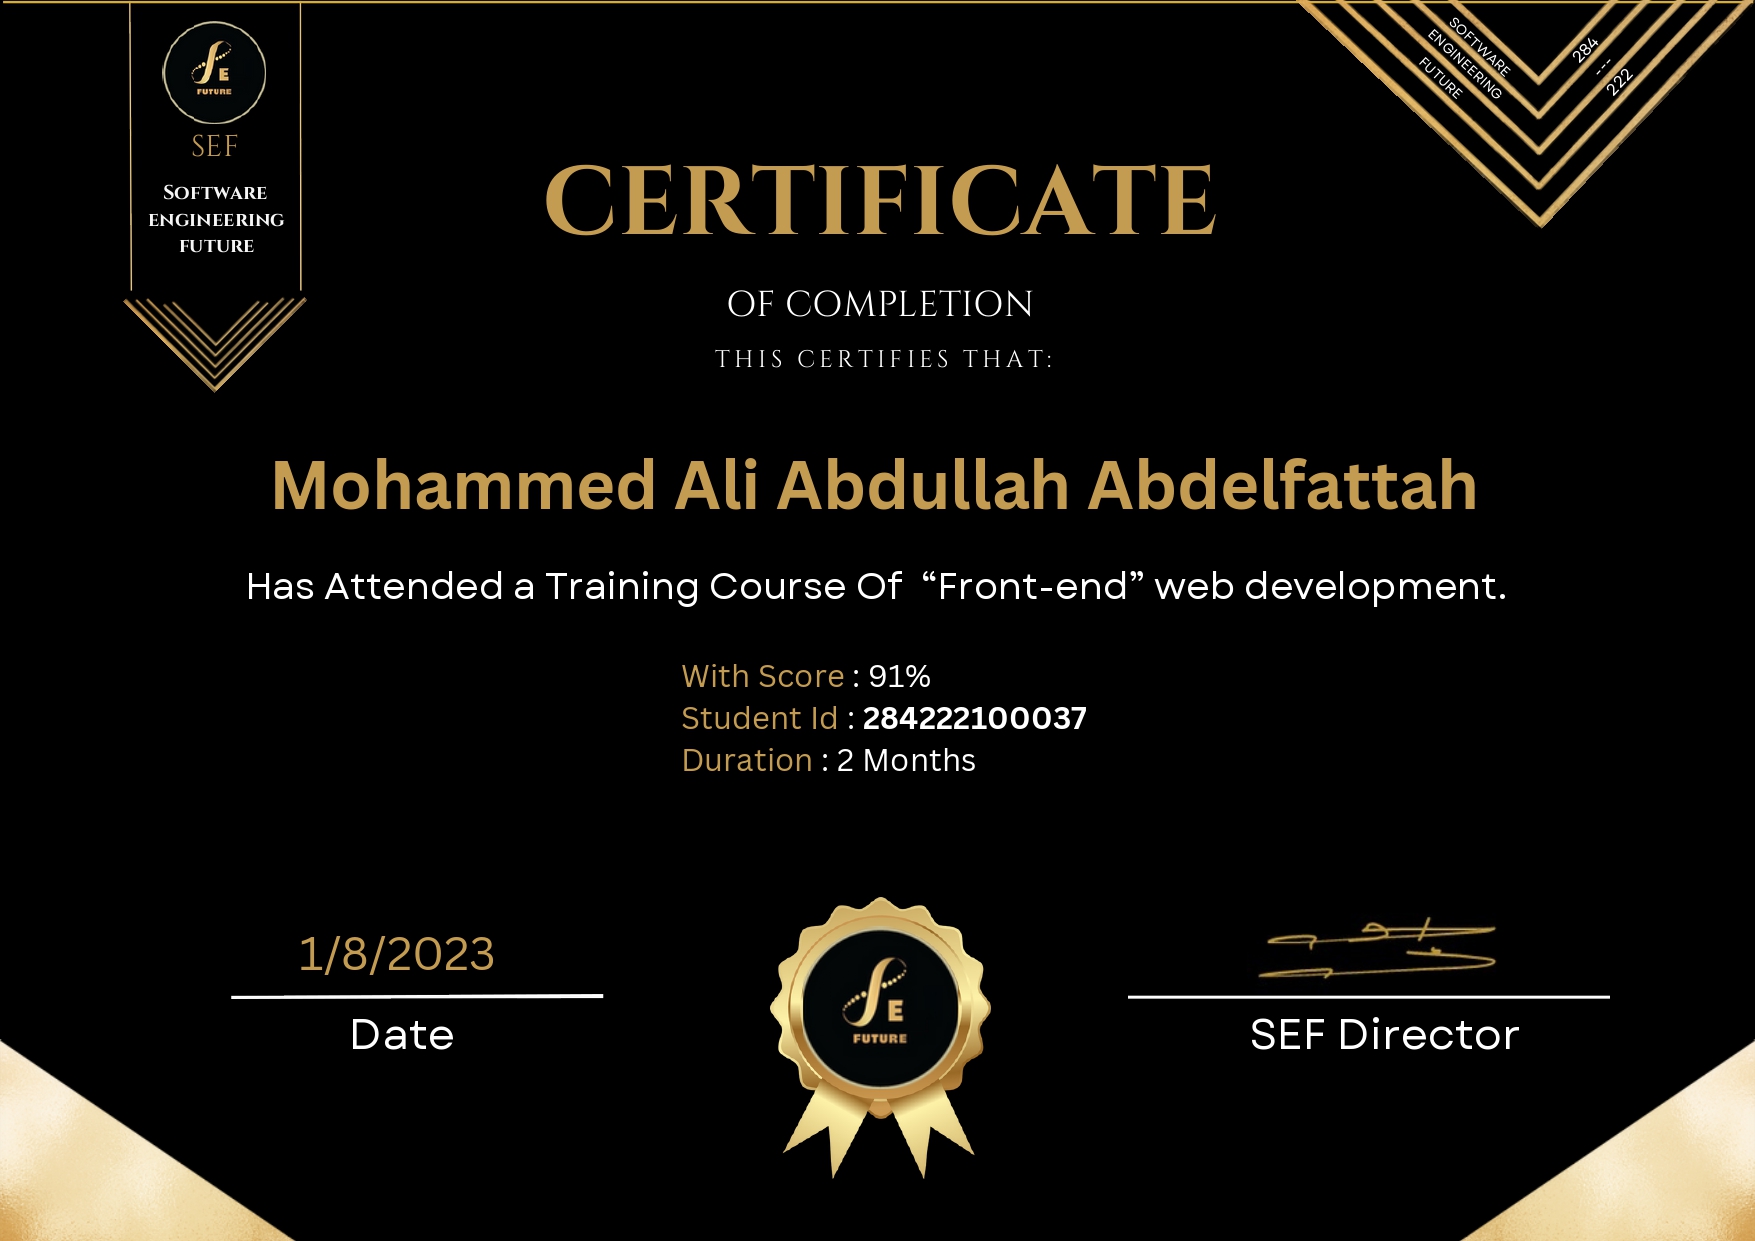 SE
FUTURE
SEF
SOFTWARE
ENGINEERING
FUTURE
SOFTWARE
ENGINEERING
FUTURE
284
---
222
CERTIFICATE
OF COMPLETION
THIS CERTIFIES THAT:
Mohammed Ali Abdullah Abdelfattah
Has Attended a Training Course Of “Front-end” web development.
With Score : 91%
Student Id : 284222100037
Duration : 2 Months
1/8/2023
Date
SE
FUTURE
SEF Director